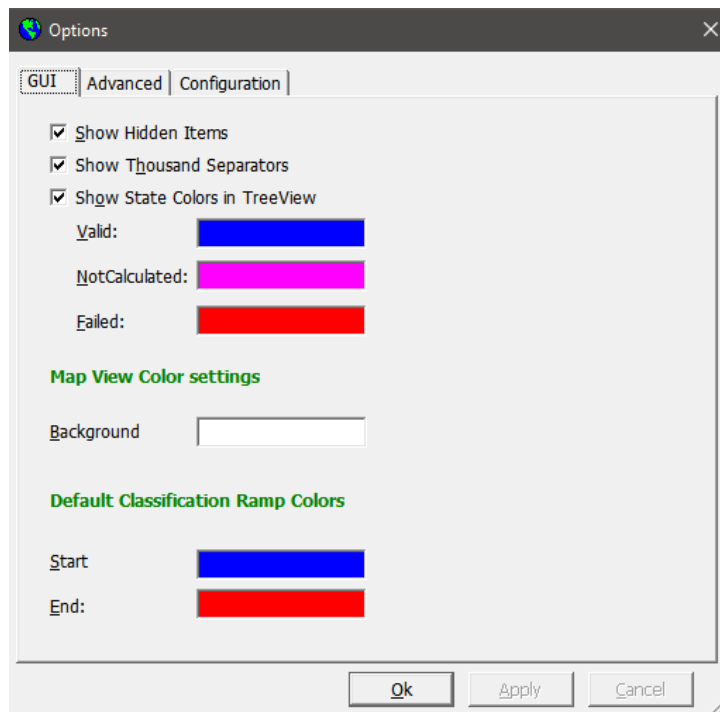 Options
GUI Advanced Configuration
Show Hidden Items
Show Thousand Separators
Show State Colors in TreeView
Valid:
NotCalculated:
Failed:
Map View Color settings
Background
Default Classification Ramp Colors
Start
End:
Ok Apply Cancel